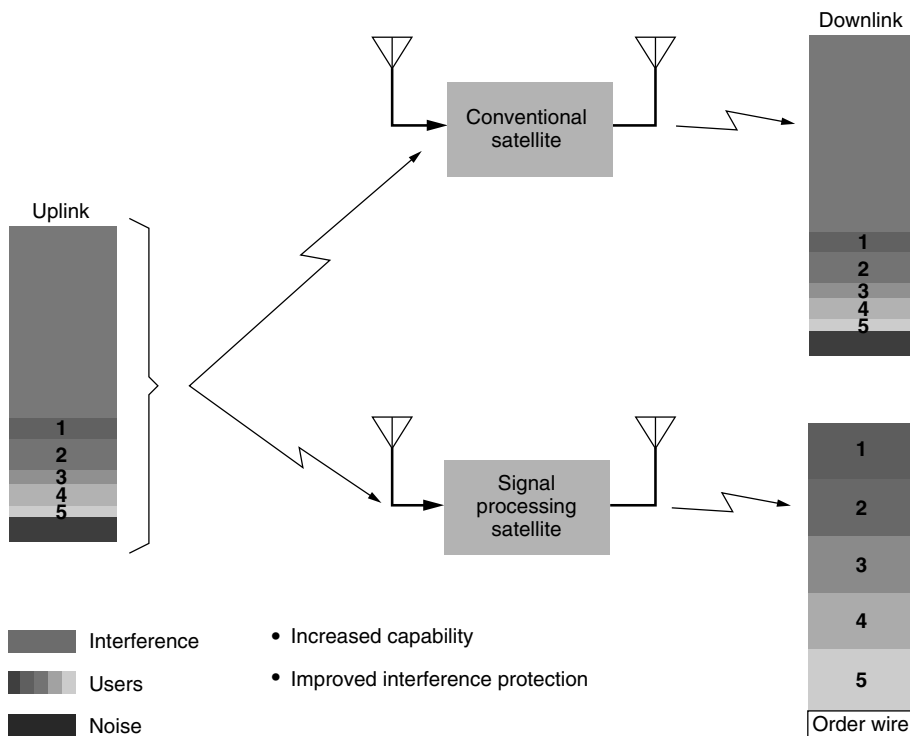 Downlink
Conventional
satellite
1
2
3
4
5
Uplink
1
2
3
4
5
Signal
processing
satellite
1
2
3
4
5
Order wire
Interference
Users
Noise
• Increased capability
• Improved interference protection